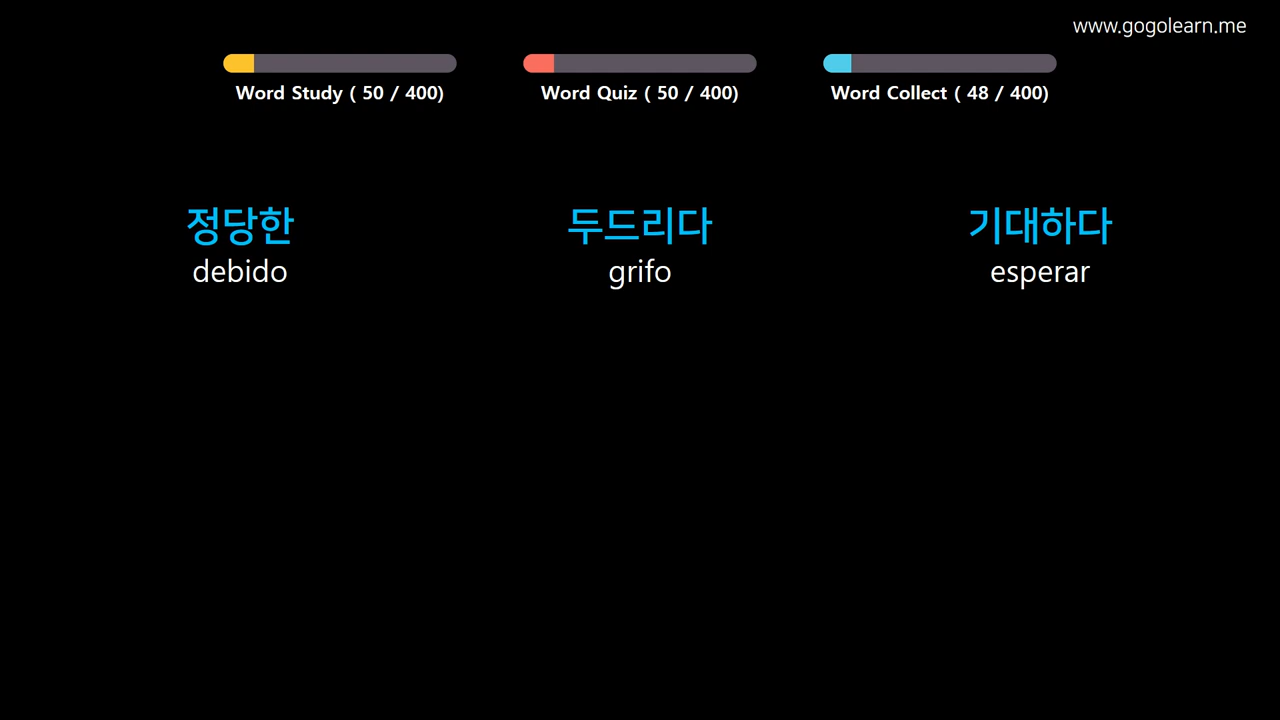 www.gogolearn.me
Word Study ( 50 / 400)
Word Quiz ( 50 / 400)
Word Collect ( 48 / 400)
정당한
debido
두드리다
grifo
기대하다
esperar